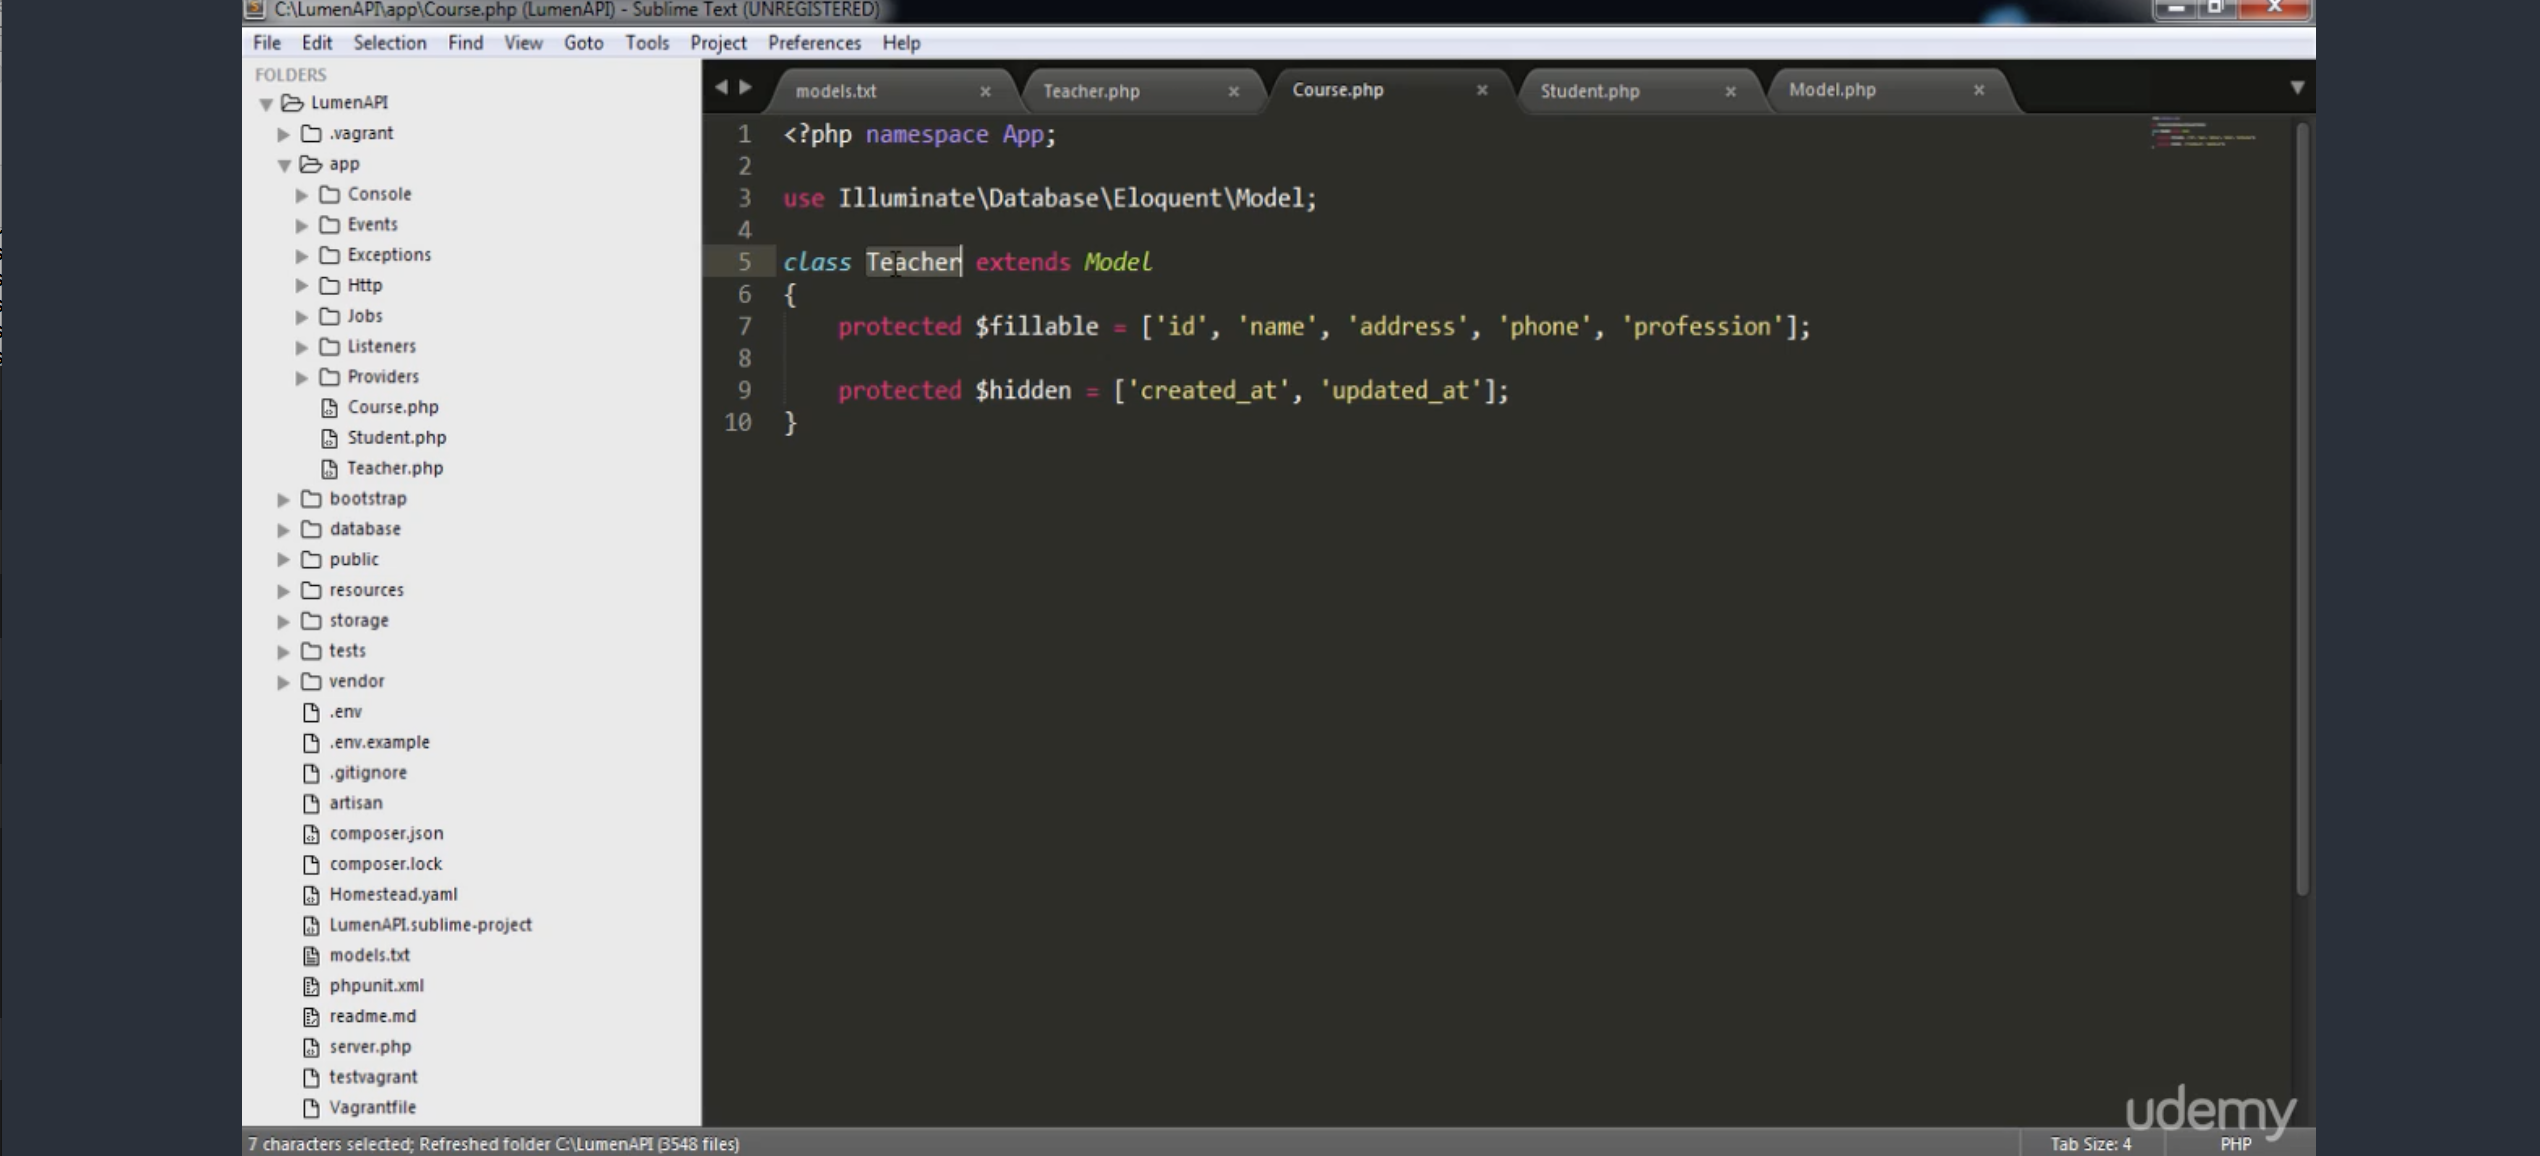 C:\LumenAPI\app\Course.php (LumenAPI) - Sublime Text (UNREGISTERED)
File Edit Selection Find View Goto Tools Project Preferences Help
FOLDERS
LumenAPI
.vagrant
app
Console
Events
Exceptions
Http
Jobs
Listeners
Providers
Course.php
Student.php
Teacher.php
bootstrap
database
public
resources
storage
tests
vendor
.env
.env.example
.gitignore
artisan
composer.json
composer.lock
Homestead.yaml
LumenAPI.sublime-project
models.txt
phpunit.xml
readme.md
server.php
testvagrant
Vagrantfile
models.txt Teacher.php Course.php Student.php Model.php
1 <?php namespace App;
2
3 use Illuminate\Database\Eloquent\Model;
4
5 class Teacher extends Model
6 {
7 protected $fillable = ['id', 'name', 'address', 'phone', 'profession'];
8
9 protected $hidden = ['created_at', 'updated_at'];
10 }
udemy
7 characters selected; Refreshed folder C:\LumenAPI (3548 files)
Tab Size: 4 PHP